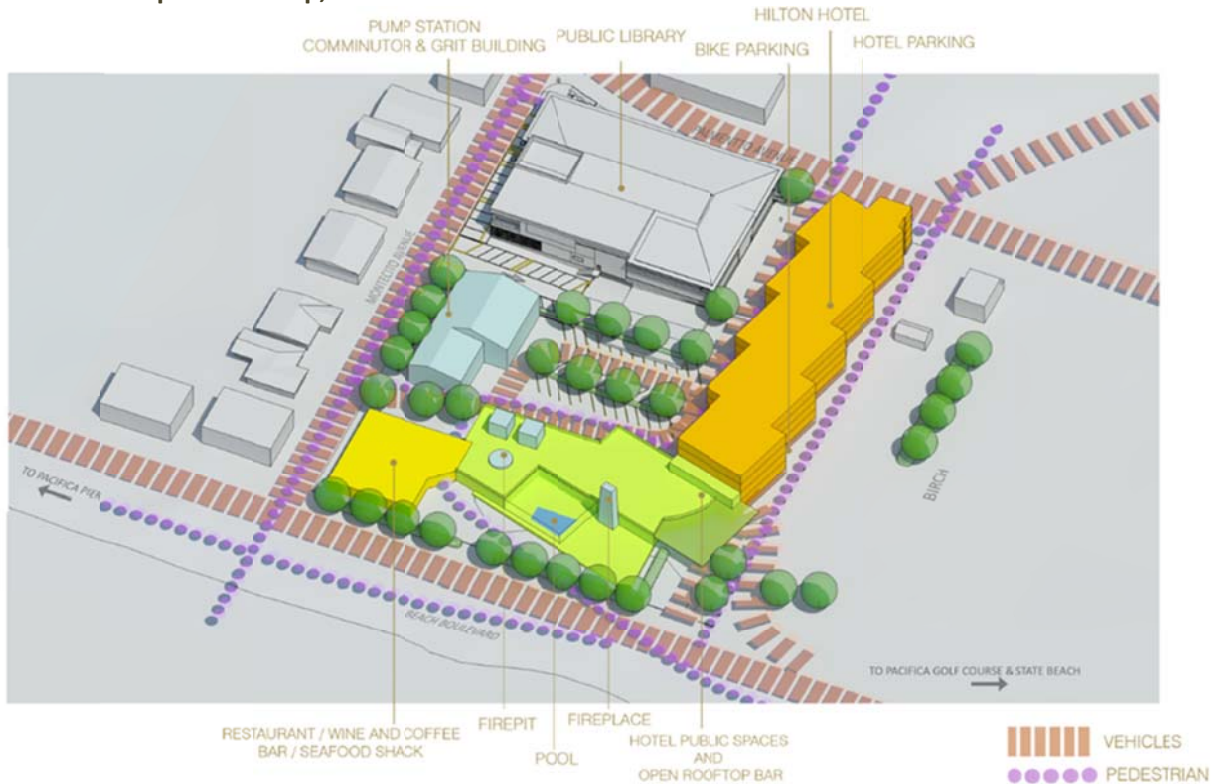 PUMP STATION
COMMINUTOR & GRIT BUILDING
PUBLIC LIBRARY
BIKE PARKING
HILTON HOTEL
HOTEL PARKING
PALMETTO AVENUE
MONTECITO AVENUE
BIRCH
TO PACIFICA PIER
BEACH BOULEVARD
TO PACIFICA GOLF COURSE & STATE BEACH
RESTAURANT / WINE AND COFFEE
BAR / SEAFOOD SHACK
FIREPIT
POOL
FIREPLACE
HOTEL PUBLIC SPACES
AND
OPEN ROOFTOP BAR
VEHICLES
PEDESTRIAN